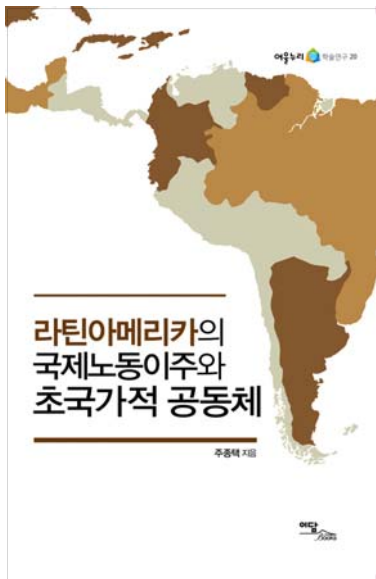 어울누리 학술연구 20
라틴아메리카의
국제노동이주와
초국가적 공동체
주종택 지음
이담
Books